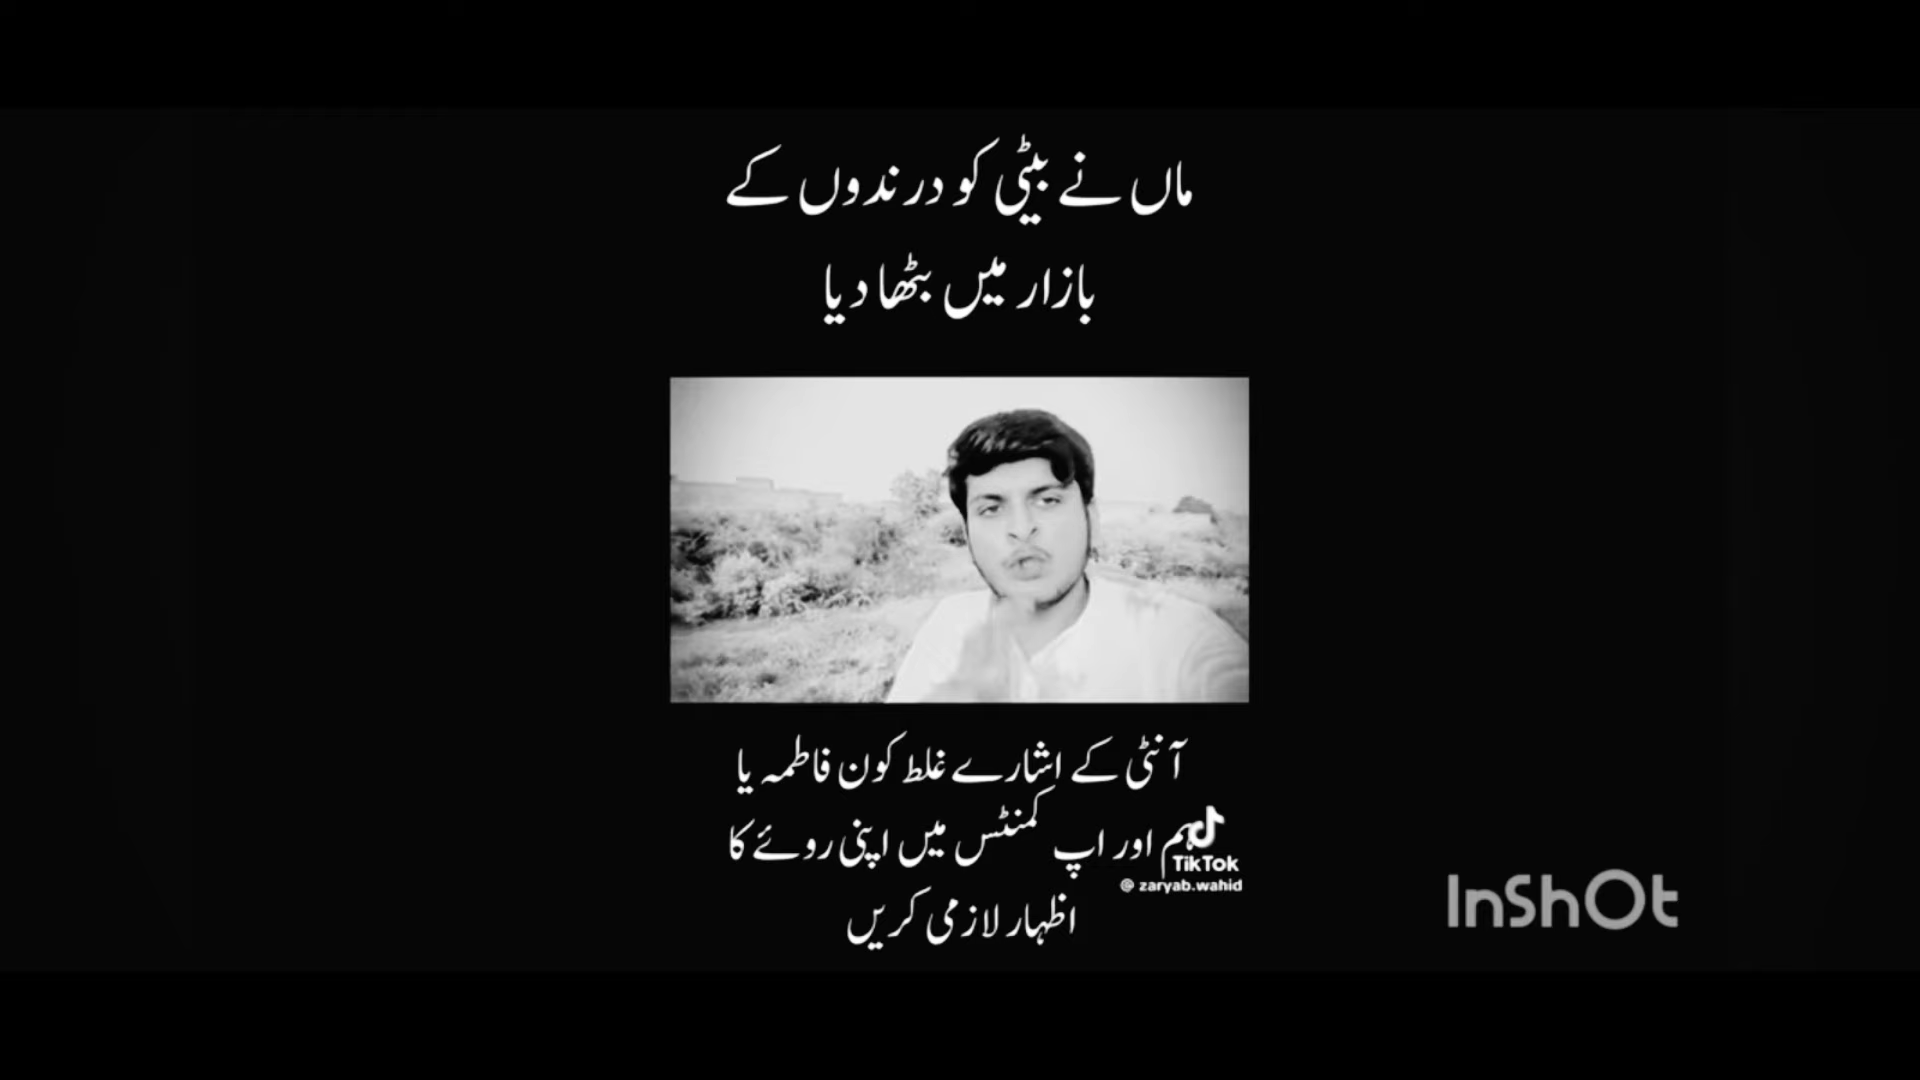 ماں نے بیٹی کو درندوں کے
بازار میں بٹھا دیا
آنٹی کے اشارے غلط کون فاطمہ یا
ہم اور اپ کمنٹس میں اپنی روئے کا
اظہار لازمی کریں
TikTok
@ zaryab.wahid
InShOt